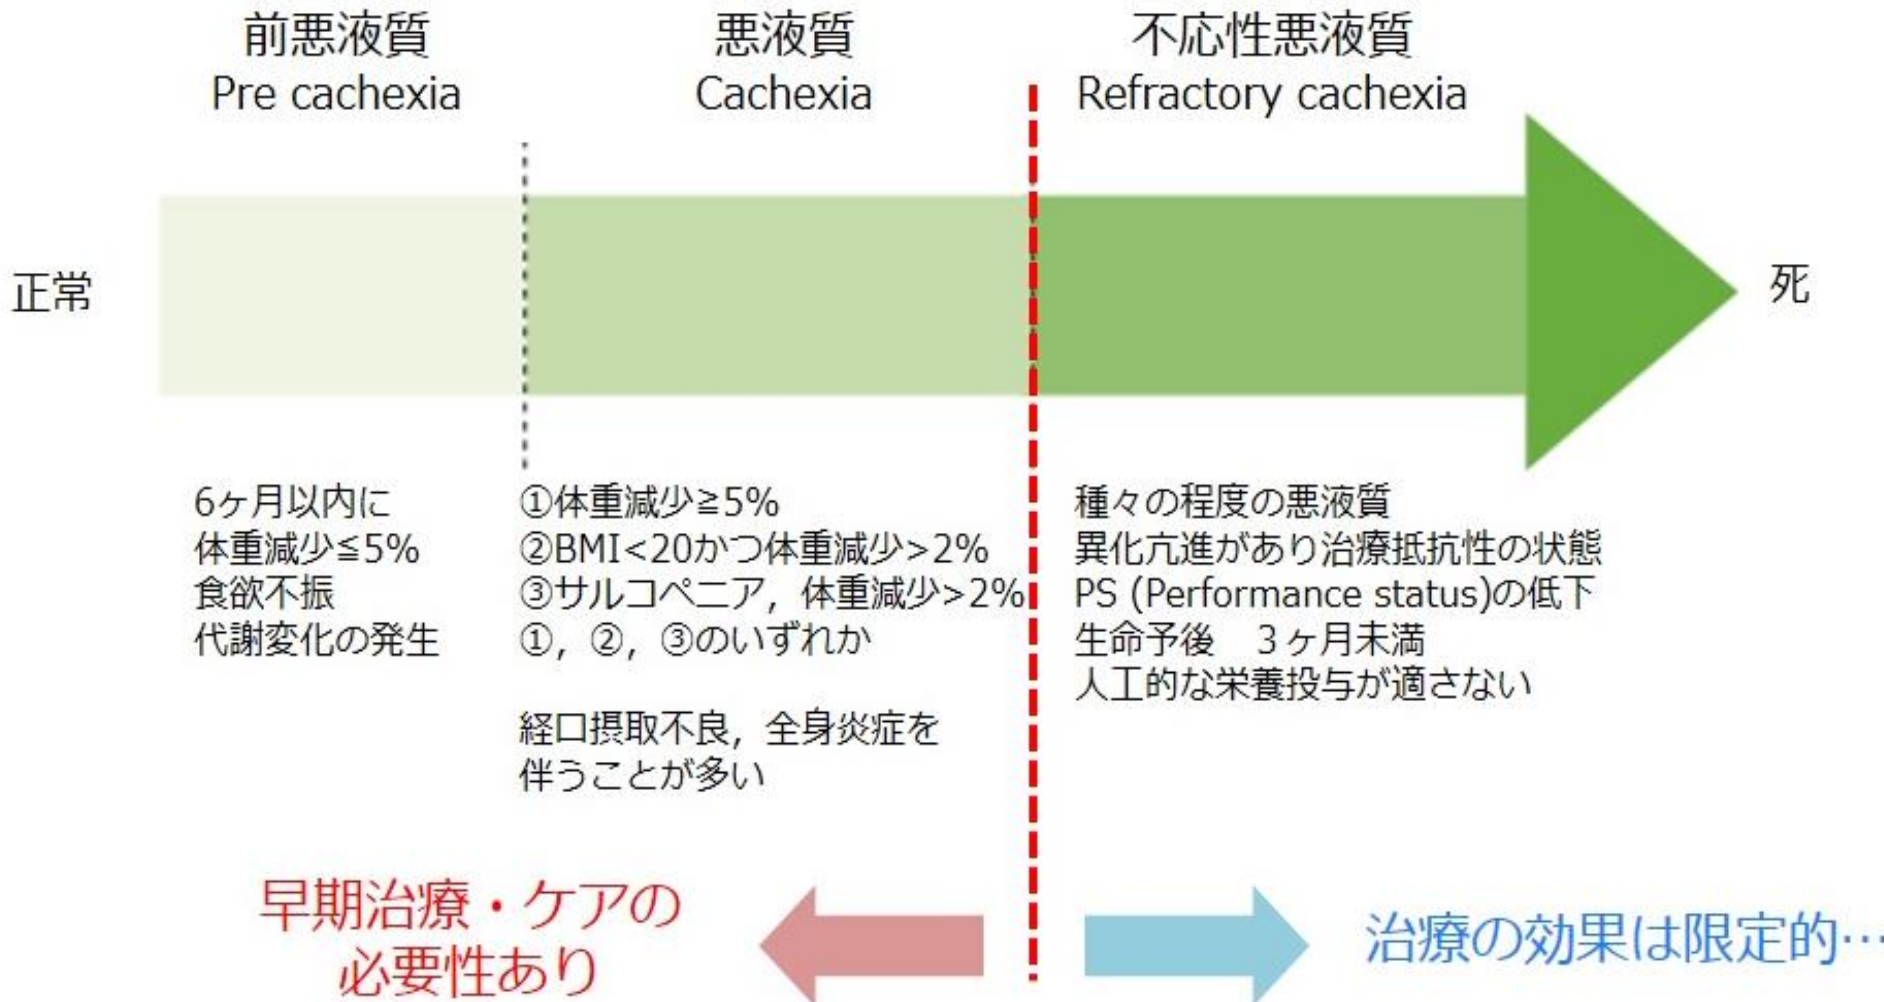 前悪液質
Pre cachexia
悪液質
Cachexia
不応性悪液質
Refractory cachexia
正常
死
6ヶ月以内に
体重減少≦5%
食欲不振
代謝変化の発生
①体重減少≧5%
②BMI<20かつ体重減少>2%
③サルコペニア，体重減少>2%
①，②，③のいずれか
経口摂取不良，全身炎症を
伴うことが多い
種々の程度の悪液質
異化亢進があり治療抵抗性の状態
PS (Performance status)の低下
生命予後　３ヶ月未満
人工的な栄養投与が適さない
早期治療・ケアの
必要性あり
治療の効果は限定的…